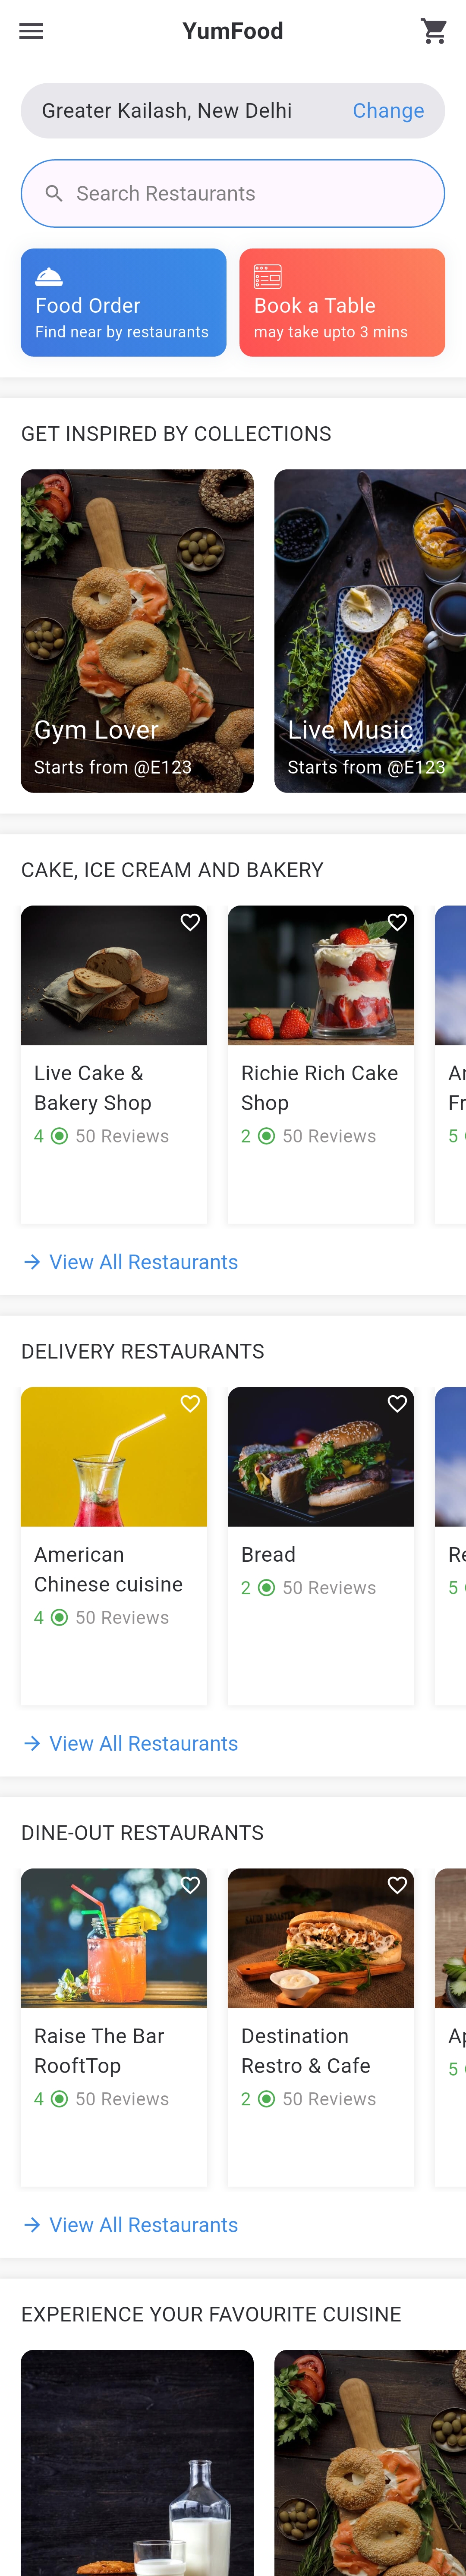 YumFood
Greater Kailash, New Delhi Change
Search Restaurants
Food Order
Find near by restaurants
Book a Table
may take upto 3 mins
GET INSPIRED BY COLLECTIONS
Gym Lover
Starts from @E123
Live Music
Starts from @E123
CAKE, ICE CREAM AND BAKERY
Live Cake &
Bakery Shop
4 50 Reviews
Richie Rich Cake
Shop
2 50 Reviews
5
View All Restaurants
DELIVERY RESTAURANTS
American
Chinese cuisine
4 50 Reviews
Bread
2 50 Reviews
Re
5
View All Restaurants
DINE-OUT RESTAURANTS
Raise The Bar
RooftTop
4 50 Reviews
Destination
Restro & Cafe
2 50 Reviews
5
View All Restaurants
EXPERIENCE YOUR FAVOURITE CUISINE